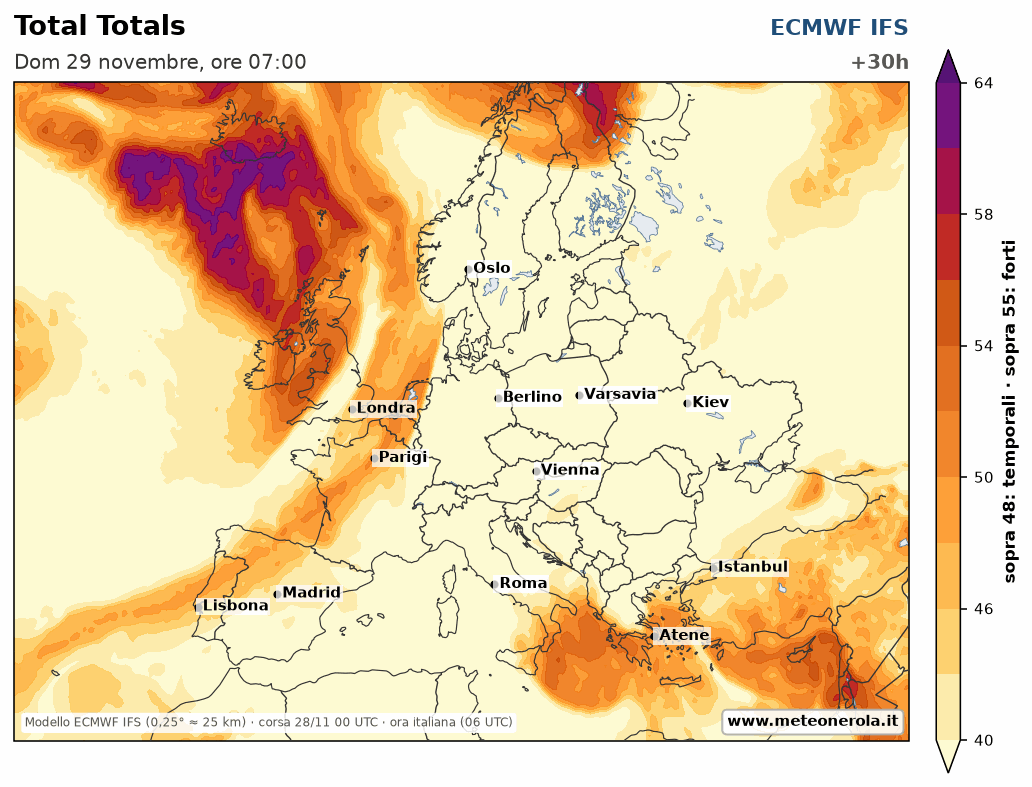 Total Totals
ECMWF IFS
Dom 29 novembre, ore 07:00
+30h
64
58
54
50
46
40
sopra 48: temporali · sopra 55: forti
Oslo
Berlino
Varsavia
Kiev
Londra
Parigi
Vienna
Istanbul
Roma
Madrid
Lisbona
Atene
Modello ECMWF IFS (0,25° ≈ 25 km) · corsa 28/11 00 UTC · ora italiana (06 UTC)
www.meteonerola.it